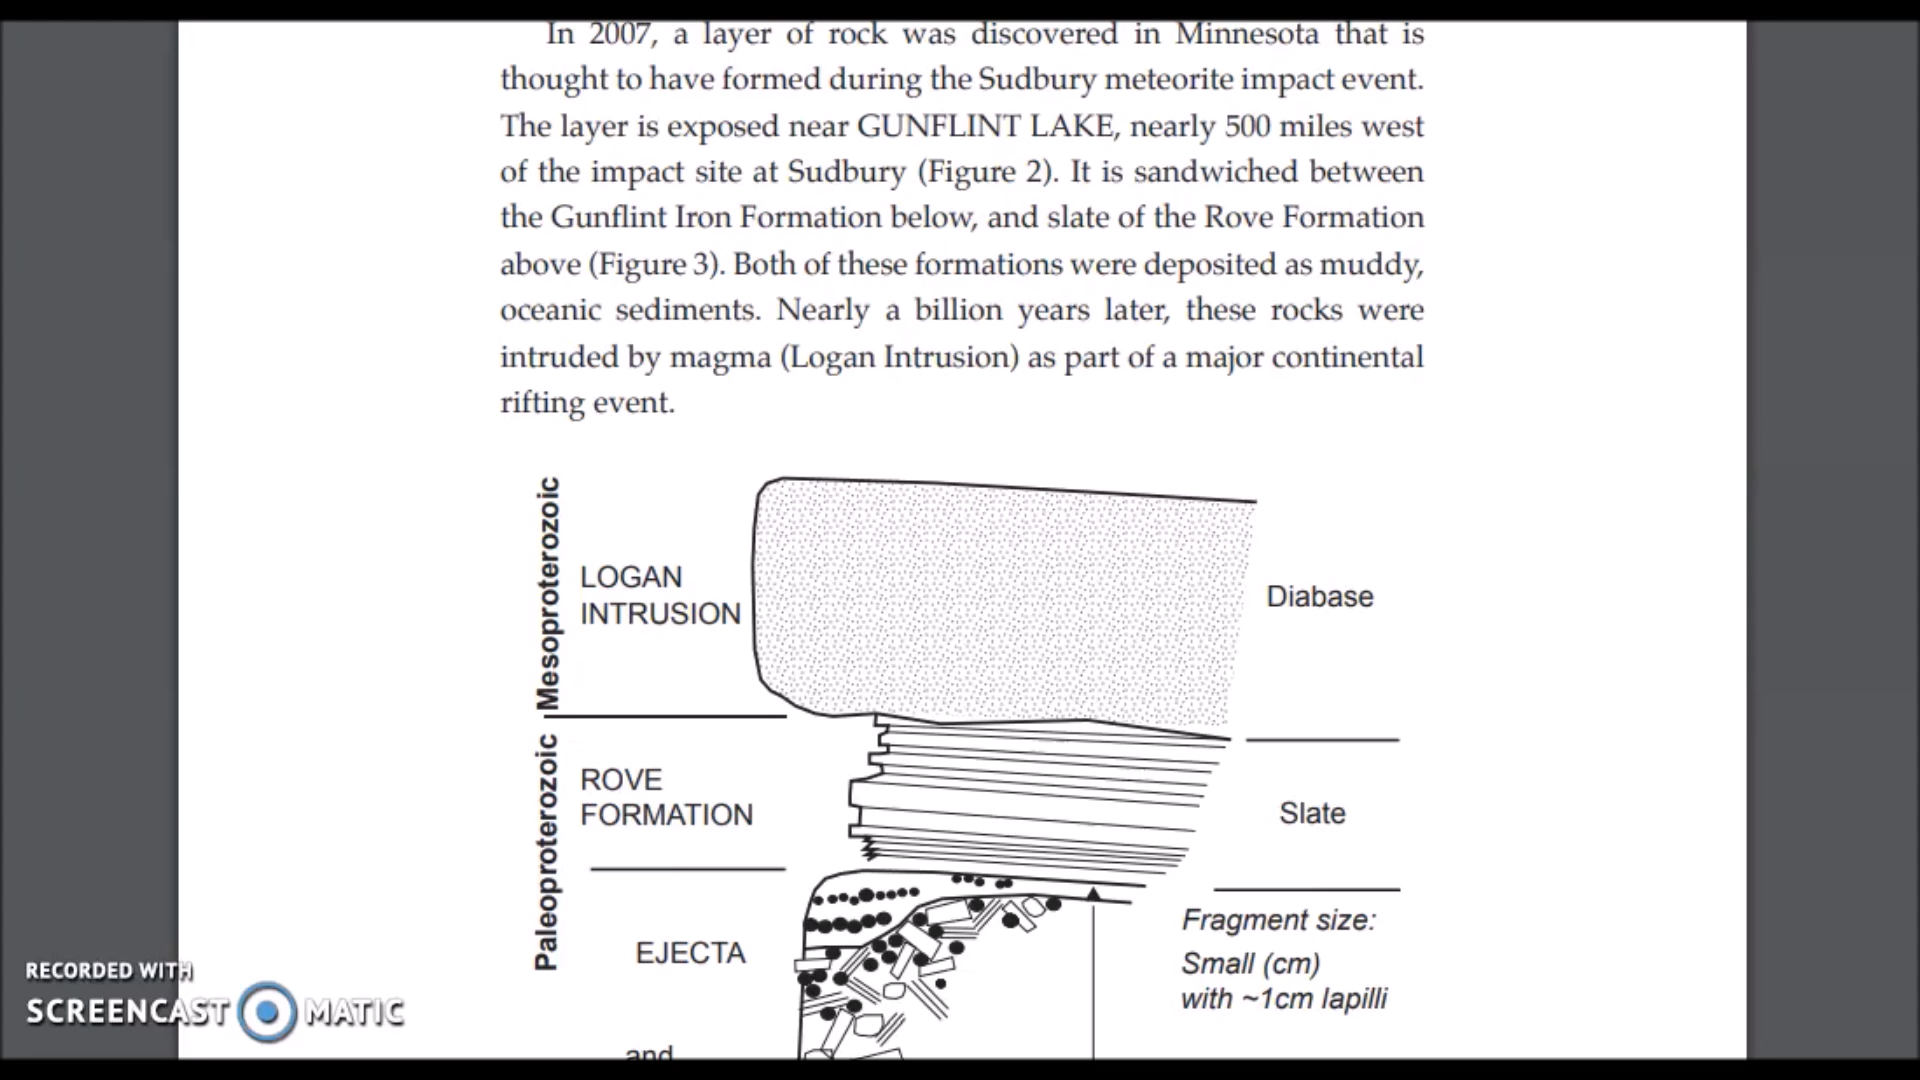 In 2007, a layer of rock was discovered in Minnesota that is
thought to have formed during the Sudbury meteorite impact event.
The layer is exposed near GUNFLINT LAKE, nearly 500 miles west
of the impact site at Sudbury (Figure 2). It is sandwiched between
the Gunflint Iron Formation below, and slate of the Rove Formation
above (Figure 3). Both of these formations were deposited as muddy,
oceanic sediments. Nearly a billion years later, these rocks were
intruded by magma (Logan Intrusion) as part of a major continental
rifting event.
Mesoproterozoic
LOGAN
INTRUSION
Diabase
Paleoproterozoic
ROVE
FORMATION
Slate
EJECTA
Fragment size:
Small (cm)
with ~1cm lapilli
and
RECORDED WITH
SCREENCAST MATIC